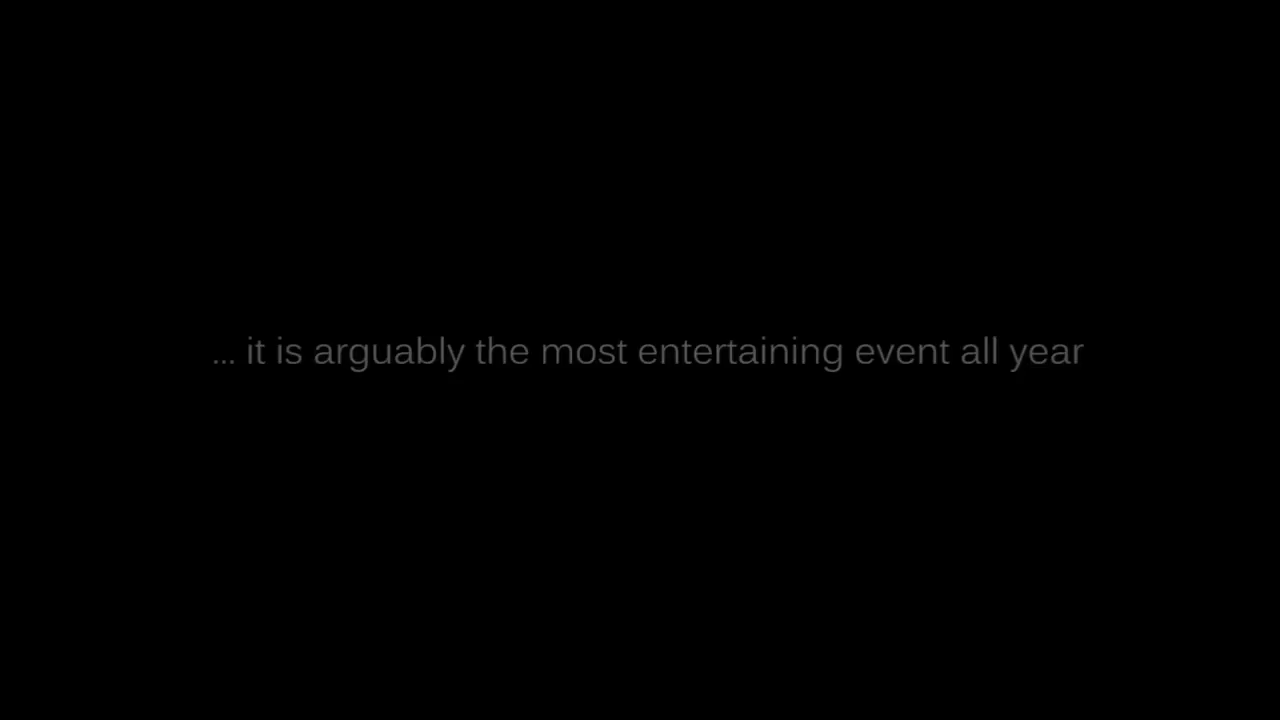 ... it is arguably the most entertaining event all year